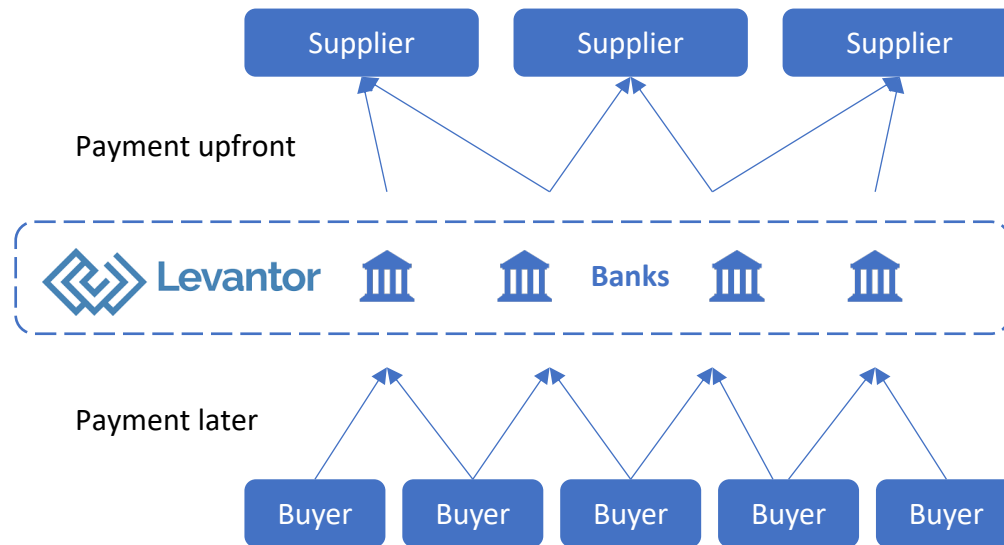 Supplier Supplier Supplier
Payment upfront
Levantor Banks
Payment later
Buyer Buyer Buyer Buyer Buyer